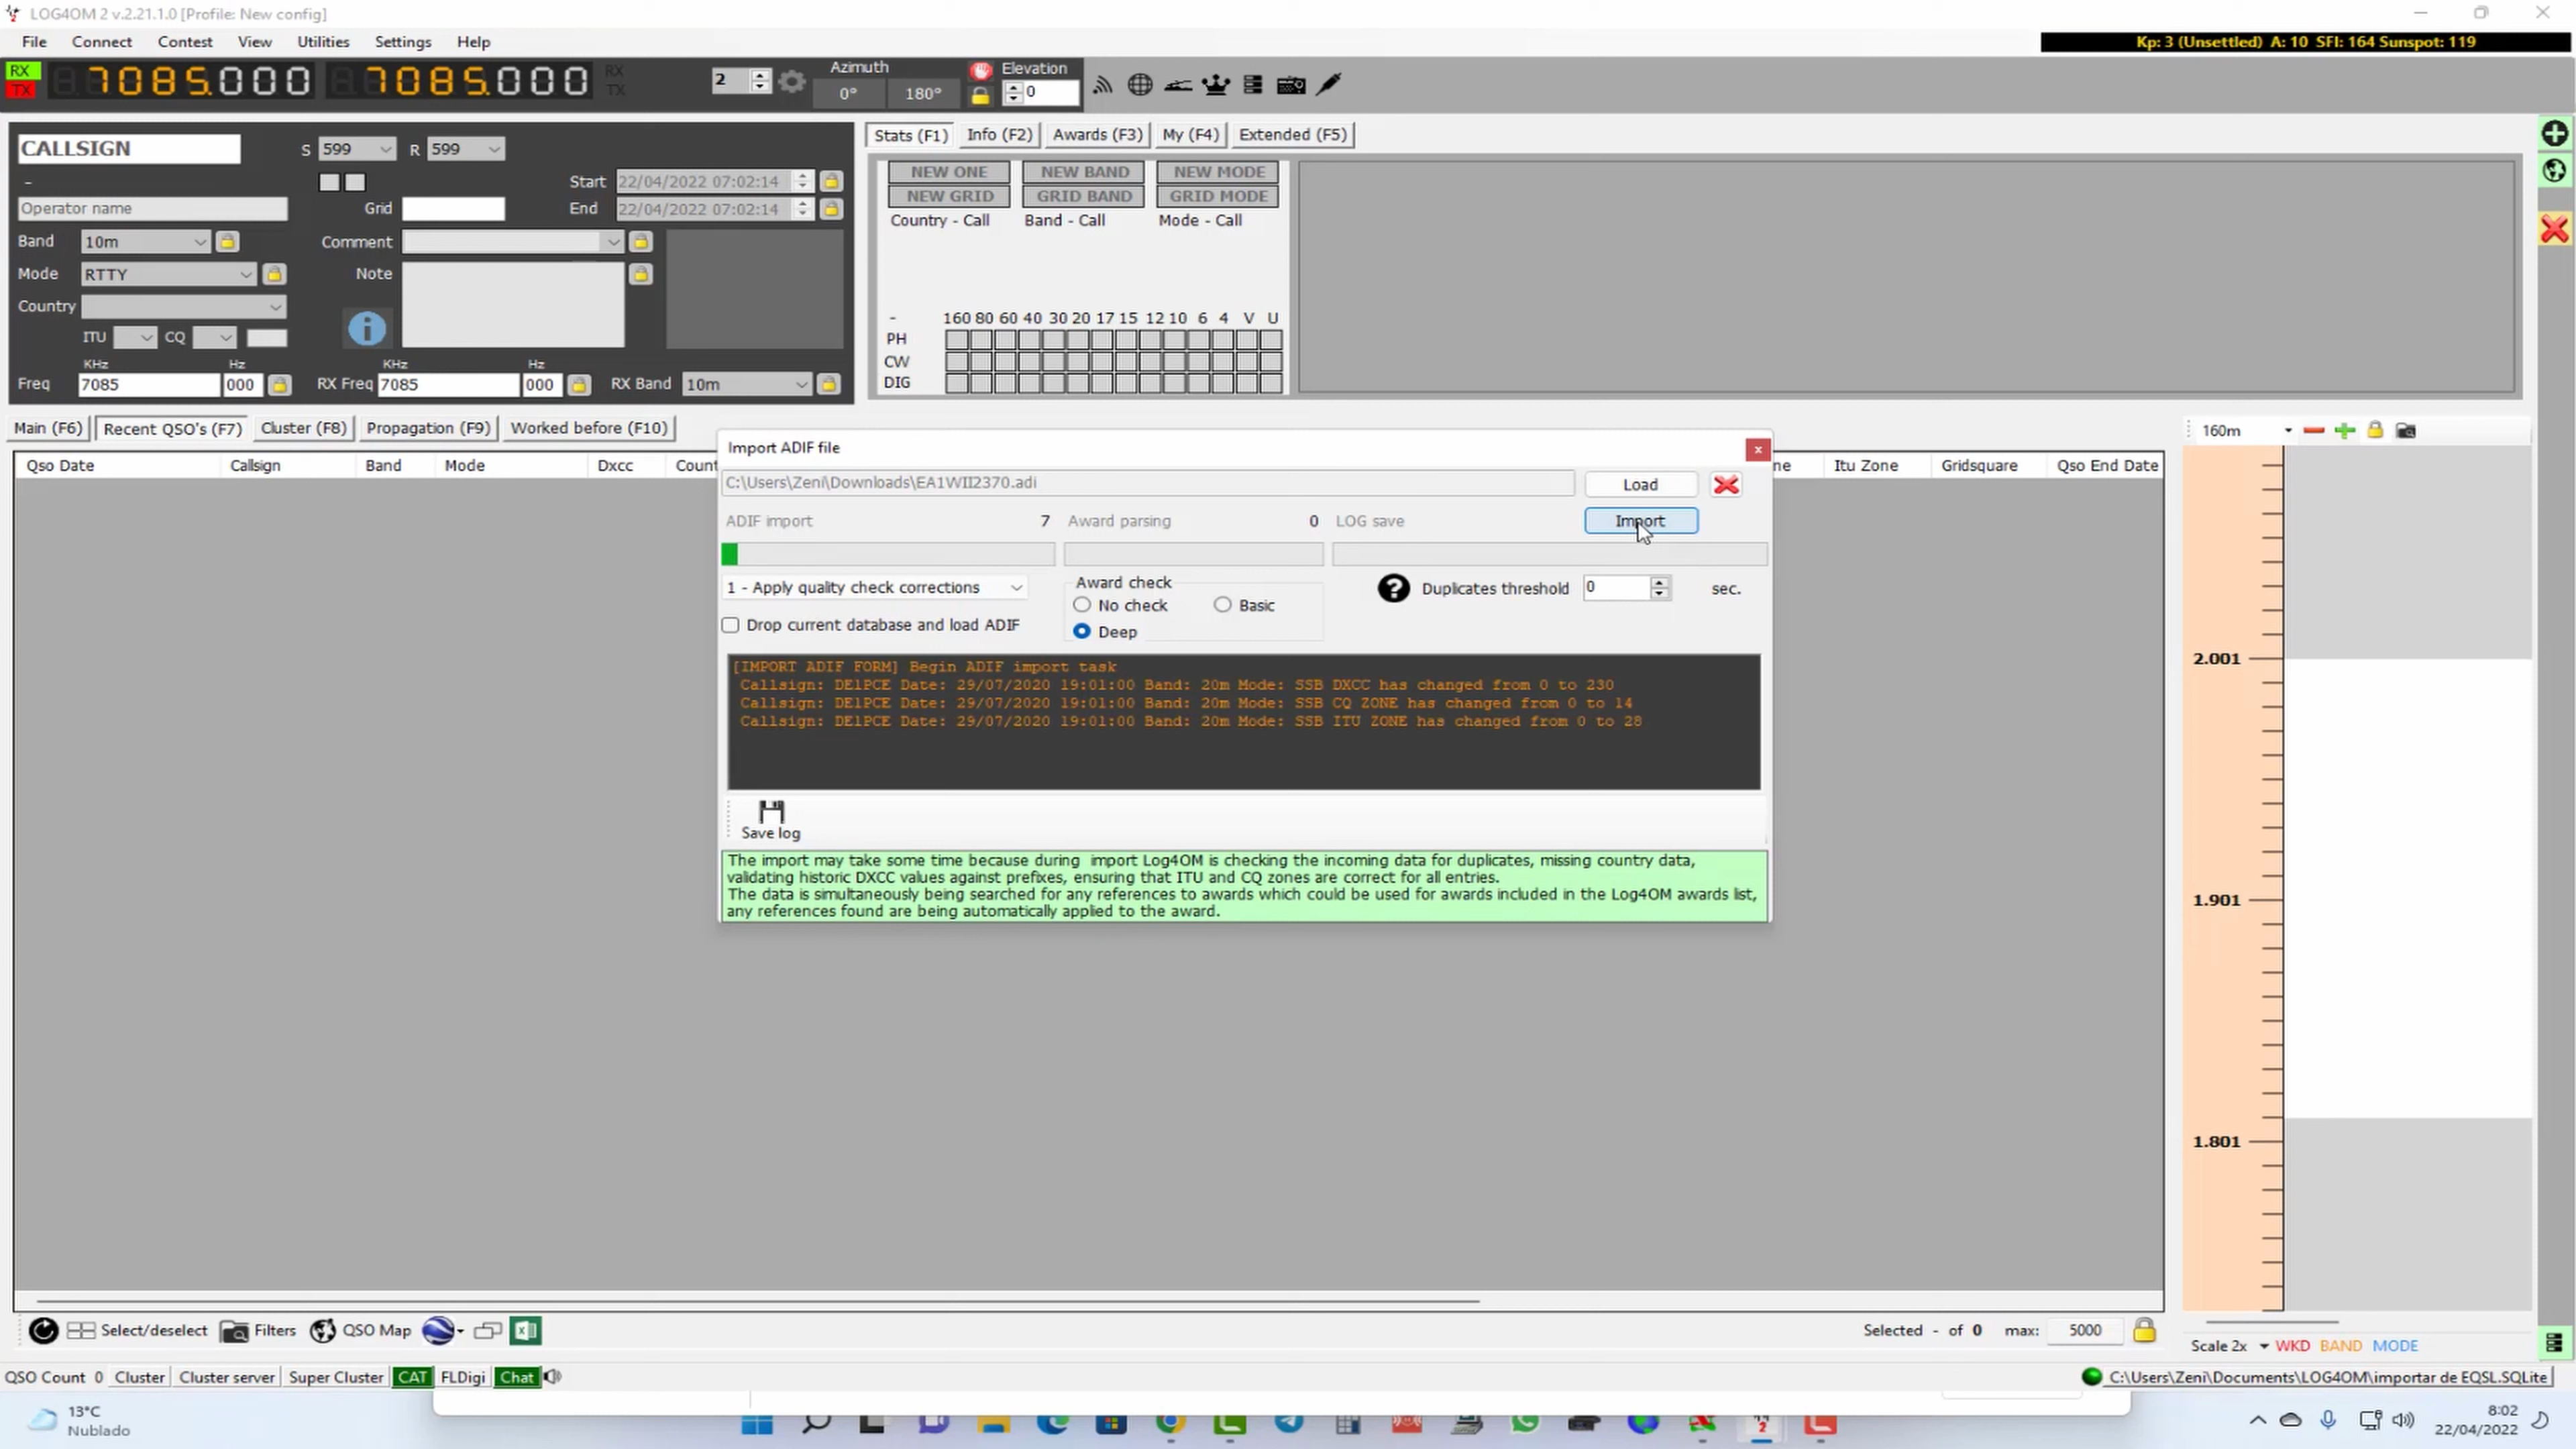 LOG4OM 2 v.2.21.1.0 [Profile: New config]
File Connect Contest View Utilities Settings Help
Kp: 3 (Unsettled) A: 10 SFI: 164 Sunspot: 119
RX 7085.000 7085.000 RX
TX TX
2 Azimuth Elevation
0° 180° 0
CALLSIGN S 599 R 599
-
Start 22/04/2022 07:02:14
Operator name Grid End 22/04/2022 07:02:14
Band 10m Comment
Mode RTTY Note
Country
ITU CQ
KHz Hz KHz Hz
Freq 7085 000 RX Freq 7085 000 RX Band 10m
Stats (F1) Info (F2) Awards (F3) My (F4) Extended (F5)
NEW ONE NEW BAND NEW MODE
NEW GRID GRID BAND GRID MODE
Country - Call Band - Call Mode - Call
- 160 80 60 40 30 20 17 15 12 10 6 4 V U
PH
CW
DIG
Main (F6) Recent QSO's (F7) Cluster (F8) Propagation (F9) Worked before (F10)
Qso Date Callsign Band Mode Dxcc Count
ne Itu Zone Gridsquare Qso End Date
Import ADIF file
x
C:\Users\Zeni\Downloads\EA1WII2370.adi Load
ADIF import 7 Award parsing 0 LOG save Import
1 - Apply quality check corrections
Award check
No check Basic
Deep
Duplicates threshold 0 sec.
Drop current database and load ADIF
[IMPORT ADIF FORM] Begin ADIF import task
Callsign: DE1PCE Date: 29/07/2020 19:01:00 Band: 20m Mode: SSB DXCC has changed from 0 to 230
Callsign: DE1PCE Date: 29/07/2020 19:01:00 Band: 20m Mode: SSB CQ ZONE has changed from 0 to 14
Callsign: DE1PCE Date: 29/07/2020 19:01:00 Band: 20m Mode: SSB ITU ZONE has changed from 0 to 28
Save log
The import may take some time because during import Log4OM is checking the incoming data for duplicates, missing country data,
validating historic DXCC values against prefixes, ensuring that ITU and CQ zones are correct for all entries.
The data is simultaneously being searched for any references to awards which could be used for awards included in the Log4OM awards list,
any references found are being automatically applied to the award.
160m
2.001
1.901
1.801
Select/deselect Filters QSO Map
Selected - of 0 max: 5000
Scale 2x WKD BAND MODE
QSO Count 0 Cluster Cluster server Super Cluster CAT FLDigi Chat
C:\Users\Zeni\Documents\LOG4OM\importar de EQSL.SQLite
13°C
Nublado
8:02
22/04/2022